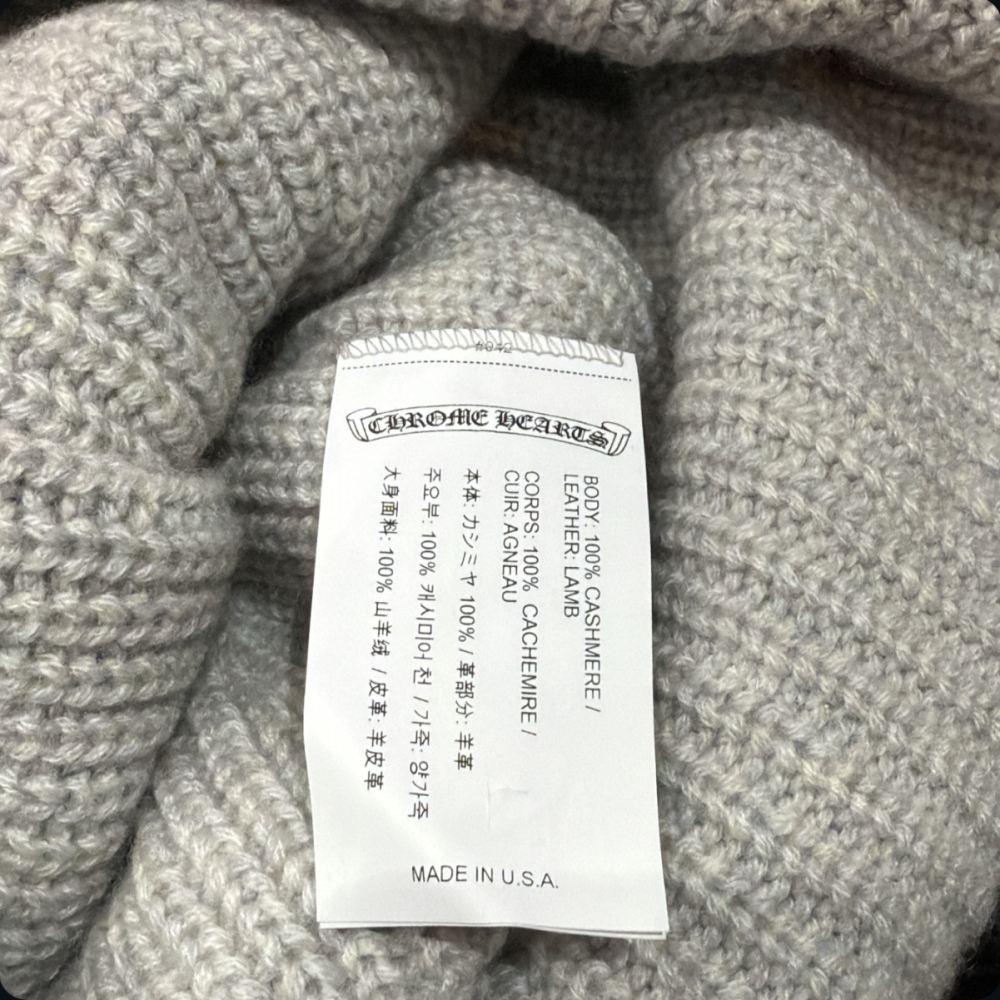 #042
CHROME HEARTS
BODY: 100% CASHMERE /
LEATHER: LAMB
CORPS: 100% CACHEMIRE /
CUIR: AGNEAU
本体: カシミヤ 100% / 革部分: 羊革
주요부: 100% 캐시미어 천 / 가죽: 양가죽
大身面料: 100% 山羊绒 / 皮革: 羊皮革
MADE IN U.S.A.